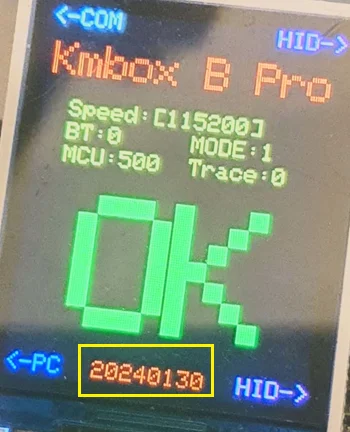 <-COM
HID->
Kmbox B Pro
Speed:[115200]
BT:0 MODE:1
MCU:500 Trace:0
OK
<-PC 20240130 HID->